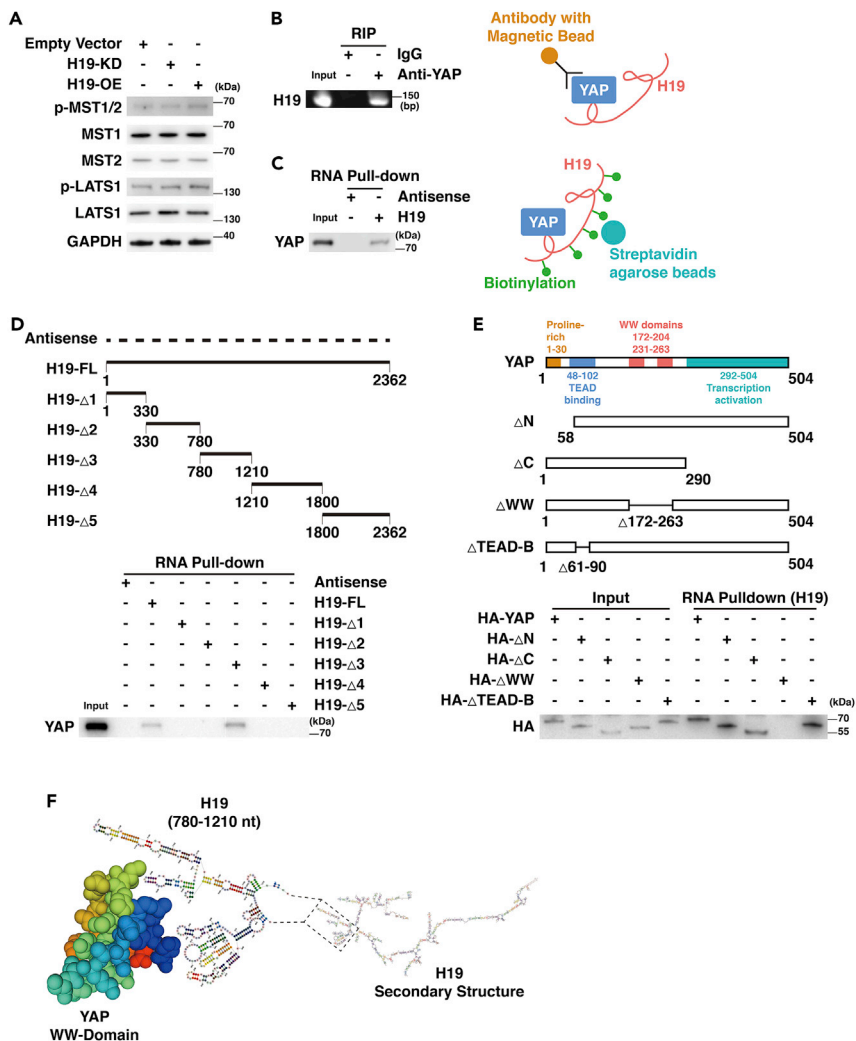 A
Empty Vector + - -
H19-KD - + -
H19-OE - - + (kDa)
p-MST1/2 —70
MST1 —70
MST2 —70
p-LATS1 —130
LATS1 —130
GAPDH —40
B
RIP
+ - IgG
Input - + Anti-YAP
H19 —150
(bp)
Antibody with
Magnetic Bead
YAP
H19
C
RNA Pull-down
+ - Antisense
Input - + H19
YAP (kDa)
—70
H19
YAP
Streptavidin
agarose beads
Biotinylation
D
Antisense
H19-FL
1 2362
H19-△1
1 330
H19-△2
330 780
H19-△3
780 1210
H19-△4
1210 1800
H19-△5
1800 2362
RNA Pull-down
+ - - - - - - Antisense
- + - - - - - H19-FL
- - + - - - - H19-△1
- - - + - - - H19-△2
- - - - + - - H19-△3
- - - - - + - H19-△4
Input - - - - - - + H19-△5
YAP (kDa)
—70
E
Proline-
rich
1-30
WW domains
172-204
231-263
YAP
1 504
48-102
TEAD
binding
292-504
Transcription
activation
△N
58 504
△C
1 290
△WW
1 △172-263 504
△TEAD-B
1 △61-90 504
Input RNA Pulldown (H19)
HA-YAP + - - - - + - - - -
HA-△N - + - - - - + - - -
HA-△C - - + - - - - + - -
HA-△WW - - - + - - - - + -
HA-△TEAD-B - - - - + - - - - + (kDa)
HA —70
—55
F
H19
(780-1210 nt)
YAP
WW-Domain
H19
Secondary Structure